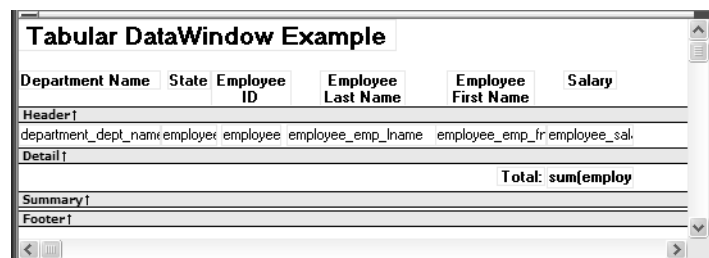 Tabular DataWindow Example
Department Name State Employee ID Employee Last Name Employee First Name Salary
Header↑
department_dept_name employee employee employee_emp_lname employee_emp_fr employee_sal
Detail↑
Total: sum(employ
Summary↑
Footer↑